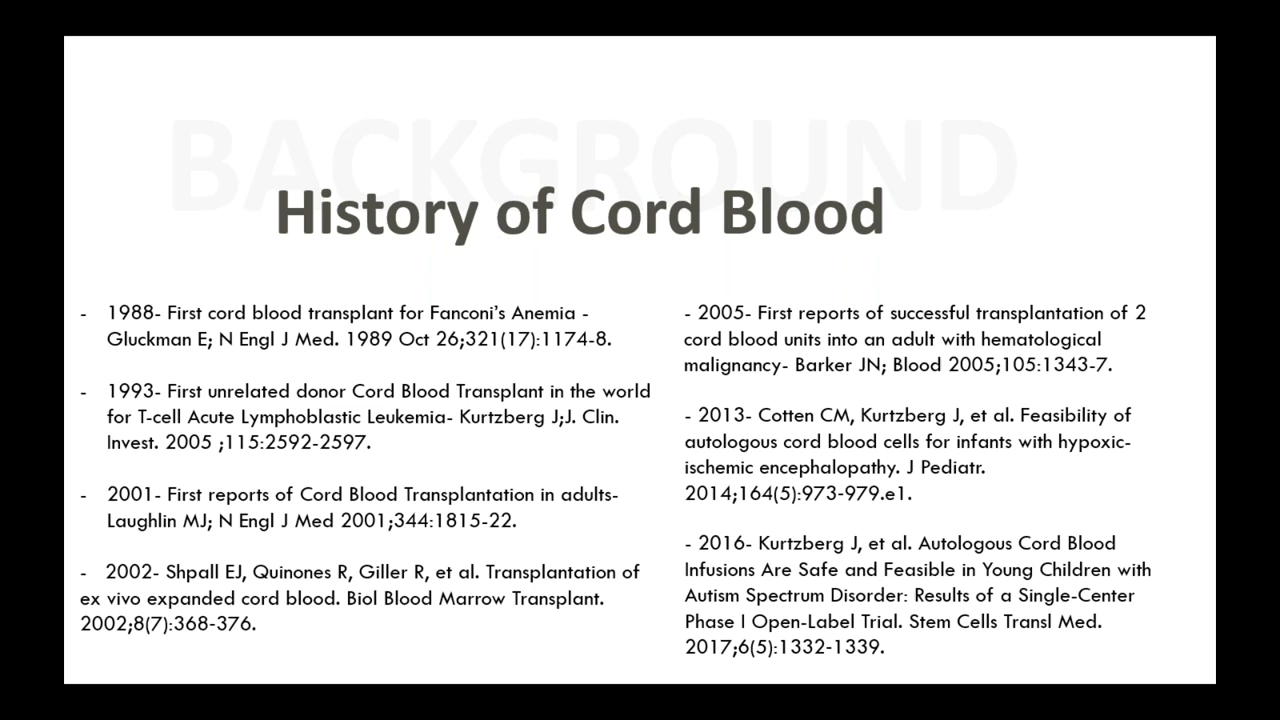 BACKGROUND
History of Cord Blood
- 1988- First cord blood transplant for Fanconi’s Anemia -
Gluckman E; N Engl J Med. 1989 Oct 26;321(17):1174-8.
- 1993- First unrelated donor Cord Blood Transplant in the world
for T-cell Acute Lymphoblastic Leukemia- Kurtzberg J;J. Clin.
Invest. 2005 ;115:2592-2597.
- 2001- First reports of Cord Blood Transplantation in adults-
Laughlin MJ; N Engl J Med 2001;344:1815-22.
- 2002- Shpall EJ, Quinones R, Giller R, et al. Transplantation of
ex vivo expanded cord blood. Biol Blood Marrow Transplant.
2002;8(7):368-376.
- 2005- First reports of successful transplantation of 2
cord blood units into an adult with hematological
malignancy- Barker JN; Blood 2005;105:1343-7.
- 2013- Cotten CM, Kurtzberg J, et al. Feasibility of
autologous cord blood cells for infants with hypoxic-
ischemic encephalopathy. J Pediatr.
2014;164(5):973-979.e1.
- 2016- Kurtzberg J, et al. Autologous Cord Blood
Infusions Are Safe and Feasible in Young Children with
Autism Spectrum Disorder: Results of a Single-Center
Phase I Open-Label Trial. Stem Cells Transl Med.
2017;6(5):1332-1339.